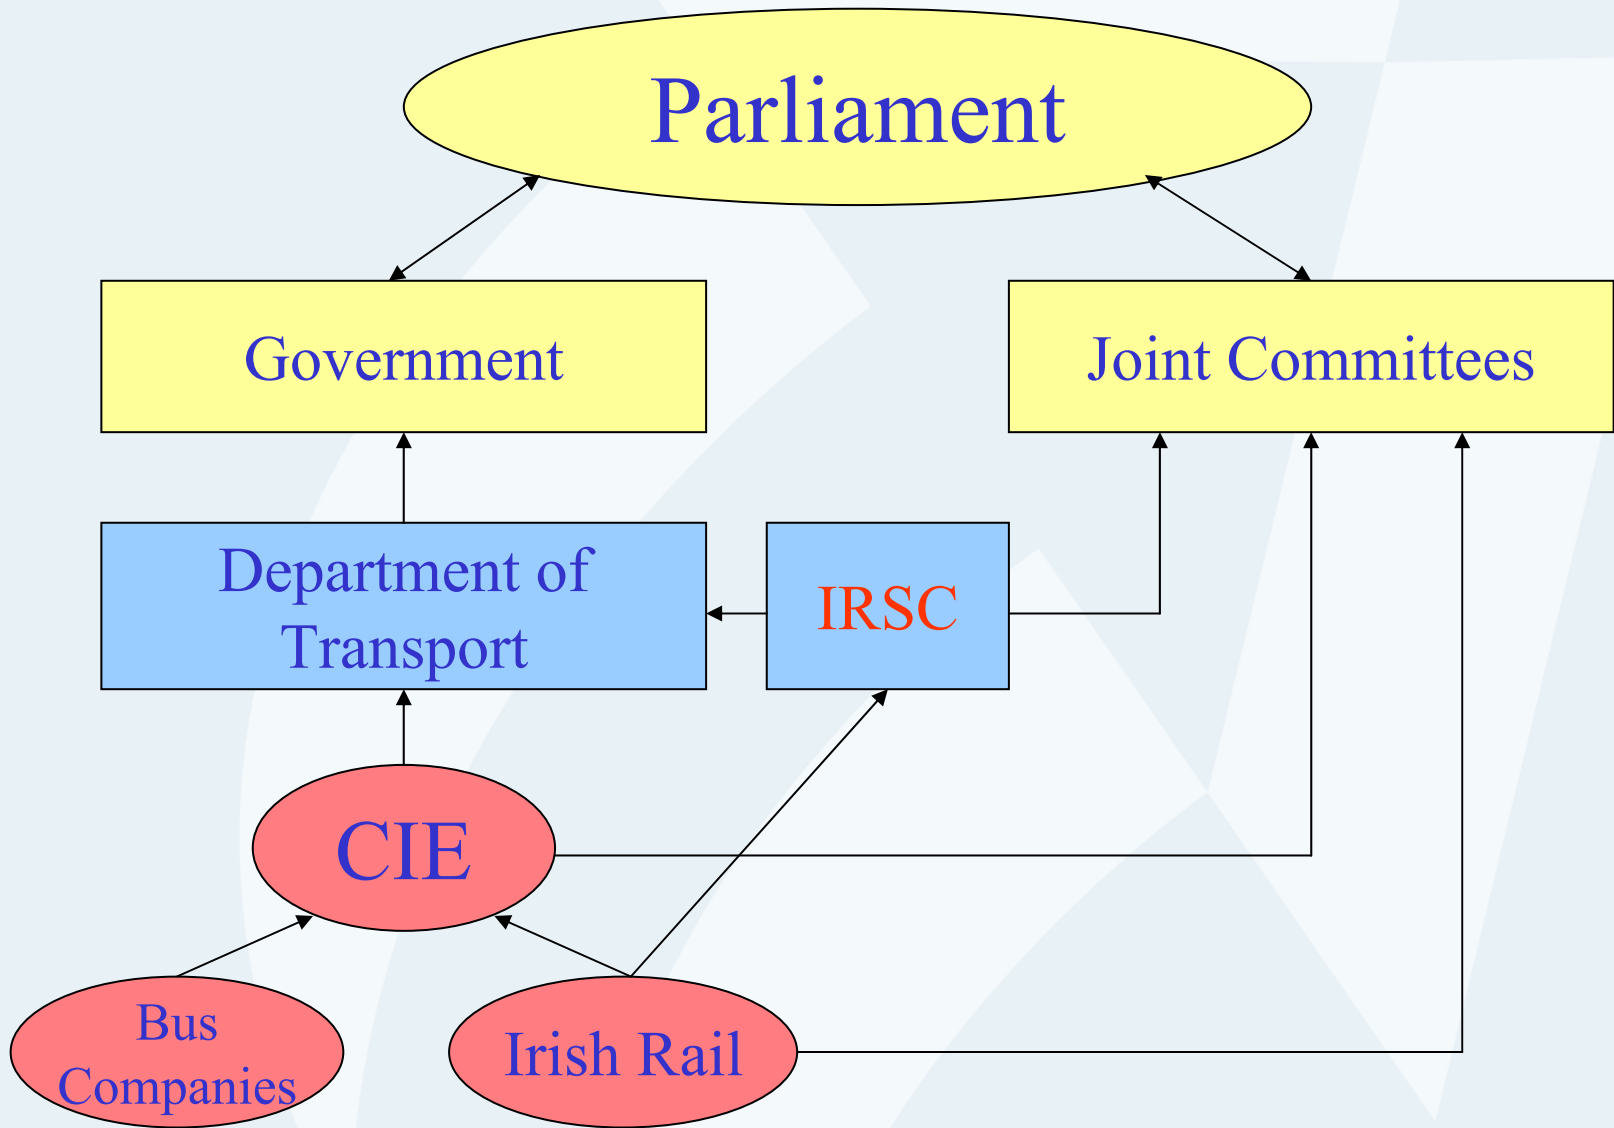 Parliament
Government
Joint Committees
Department of
Transport
IRSC
CIE
Bus
Companies
Irish Rail